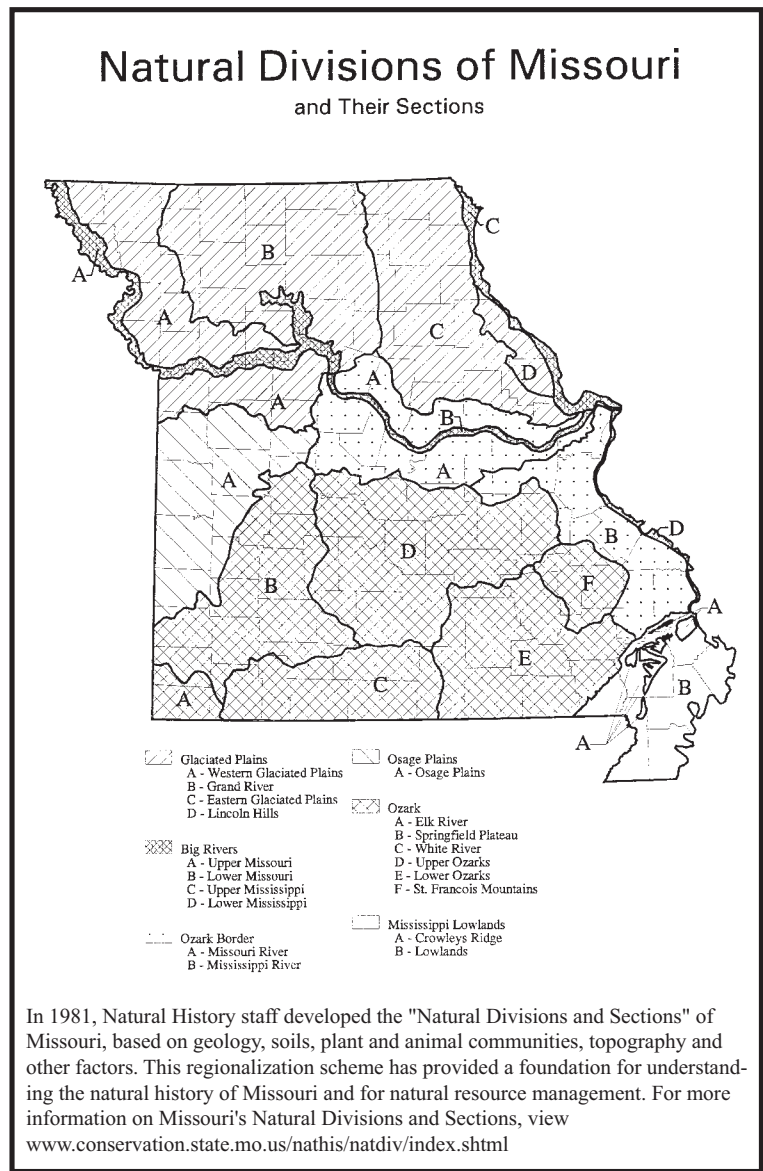 Natural Divisions of Missouri
and Their Sections
C
B
A
A
C
D
A
A
B
A
A
D
D
B
B
F
A
E
C
B
A
A
Glaciated Plains
A - Western Glaciated Plains
B - Grand River
C - Eastern Glaciated Plains
D - Lincoln Hills
Big Rivers
A - Upper Missouri
B - Lower Missouri
C - Upper Mississippi
D - Lower Mississippi
Ozark Border
A - Missouri River
B - Mississippi River
Osage Plains
A - Osage Plains
Ozark
A - Elk River
B - Springfield Plateau
C - White River
D - Upper Ozarks
E - Lower Ozarks
F - St. Francois Mountains
Mississippi Lowlands
A - Crowleys Ridge
B - Lowlands
In 1981, Natural History staff developed the "Natural Divisions and Sections" of
Missouri, based on geology, soils, plant and animal communities, topography and
other factors. This regionalization scheme has provided a foundation for understand-
ing the natural history of Missouri and for natural resource management. For more
information on Missouri's Natural Divisions and Sections, view
www.conservation.state.mo.us/nathis/natdiv/index.shtml